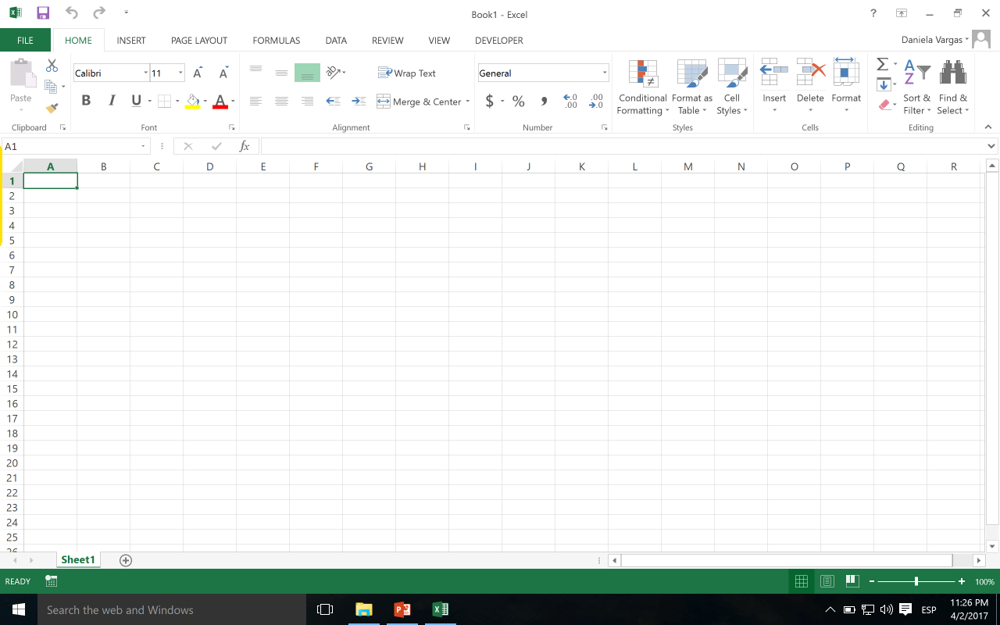 Book1 - Excel
?
FILE HOME INSERT PAGE LAYOUT FORMULAS DATA REVIEW VIEW DEVELOPER Daniela Vargas
Paste
Calibri 11 A A
B I U A
Wrap Text
Merge & Center
General
$ % , .0 .00 .00 .0
Conditional Formatting
Format as Table
Cell Styles
Insert Delete Format
Σ
A Z
Sort & Filter
Find & Select
Clipboard Font Alignment Number Styles Cells Editing
A1 fx
A B C D E F G H I J K L M N O P Q R
1
2
3
4
5
6
7
8
9
10
11
12
13
14
15
16
17
18
19
20
21
22
23
24
25
26
Sheet1
READY 100%
Search the web and Windows
ESP
11:26 PM
4/2/2017